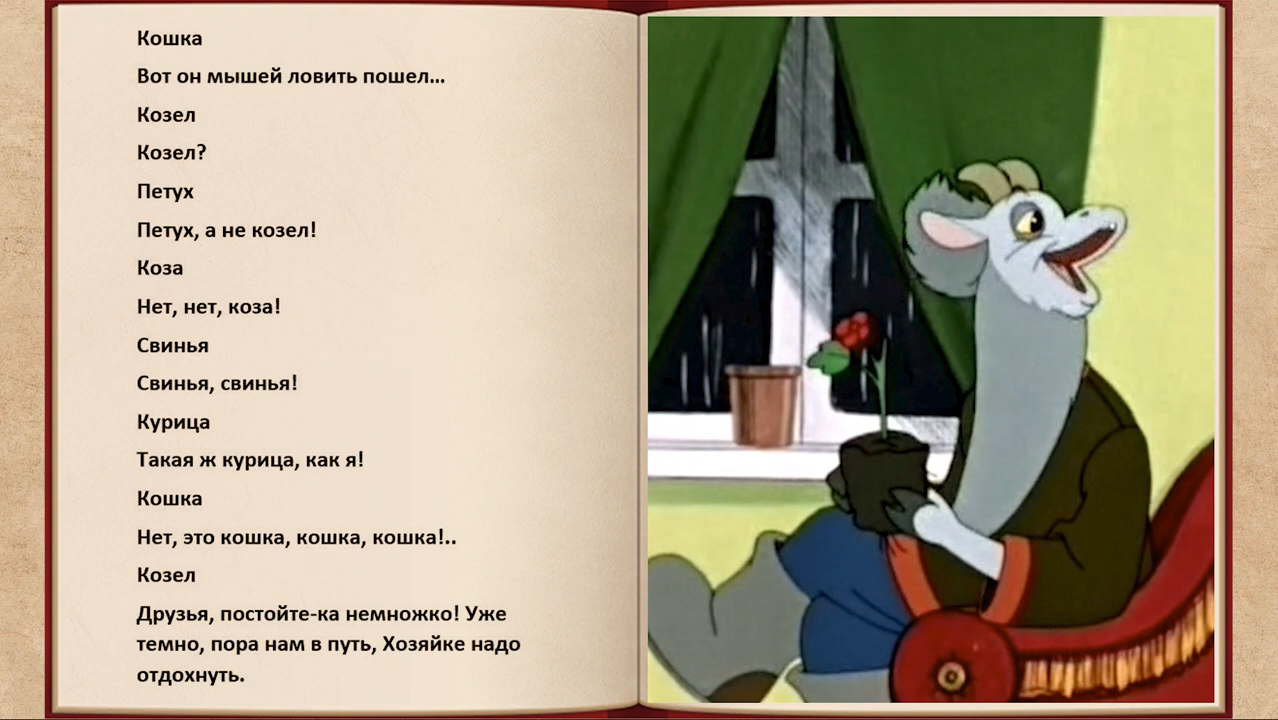 Кошка
Вот он мышей ловить пошел...
Козел
Козел?
Петух
Петух, а не козел!
Коза
Нет, нет, коза!
Свинья
Свинья, свинья!
Курица
Такая ж курица, как я!
Кошка
Нет, это кошка, кошка, кошка!..
Козел
Друзья, постойте-ка немножко! Уже
темно, пора нам в путь, Хозяйке надо
отдохнуть.